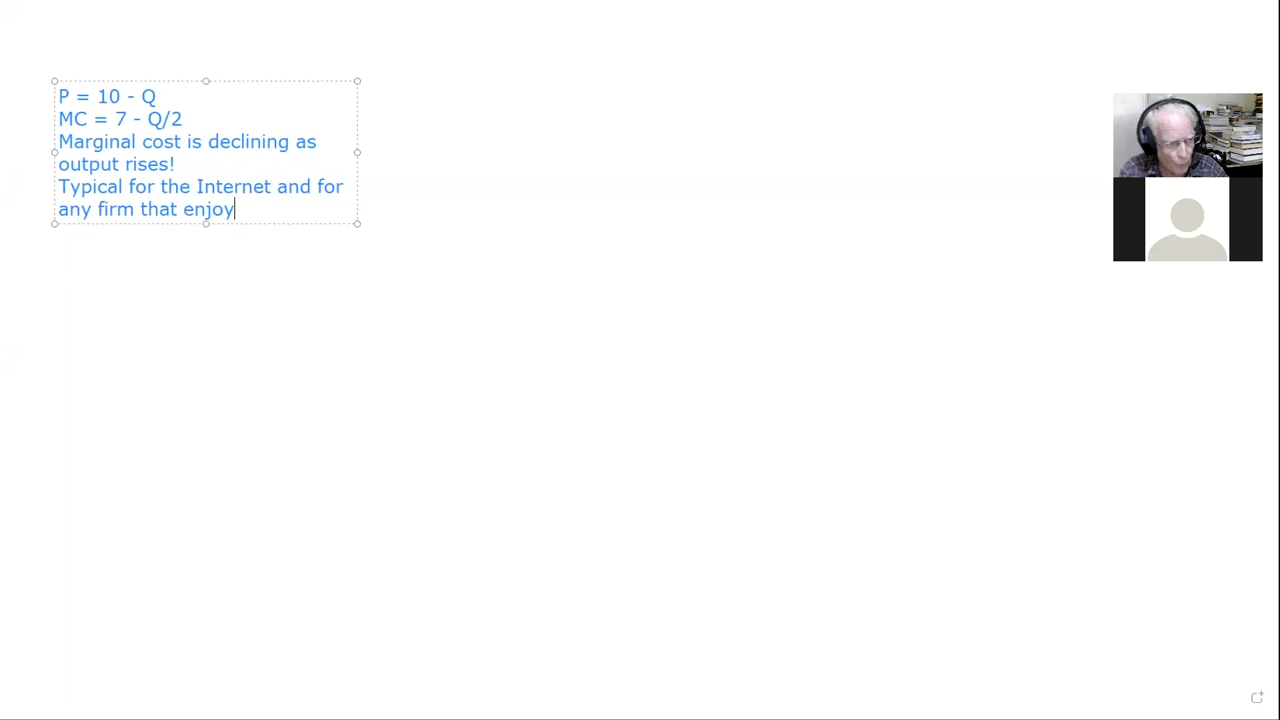 P = 10 - Q
MC = 7 - Q/2
Marginal cost is declining as
output rises!
Typical for the Internet and for
any firm that enjoy